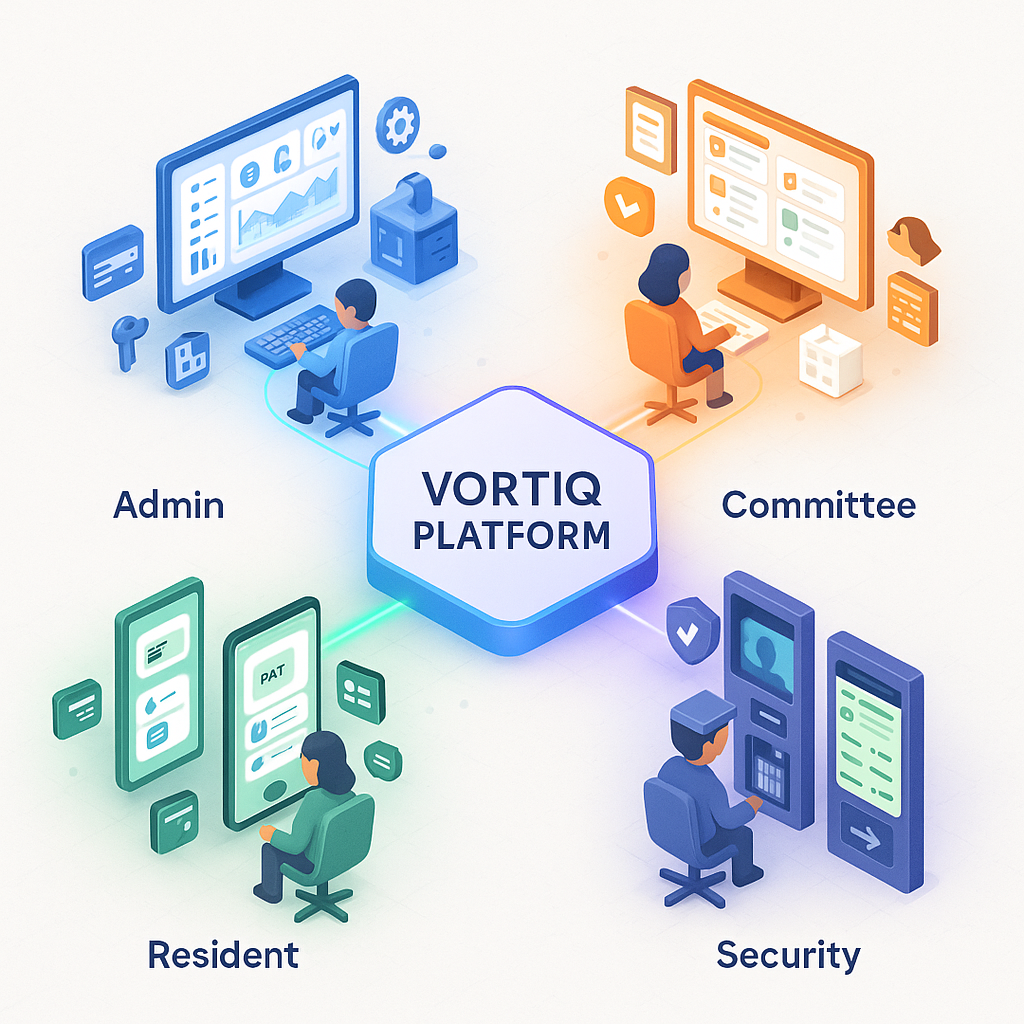 VORTIQ
PLATFORM
Admin
Committee
PAT
Resident
Security